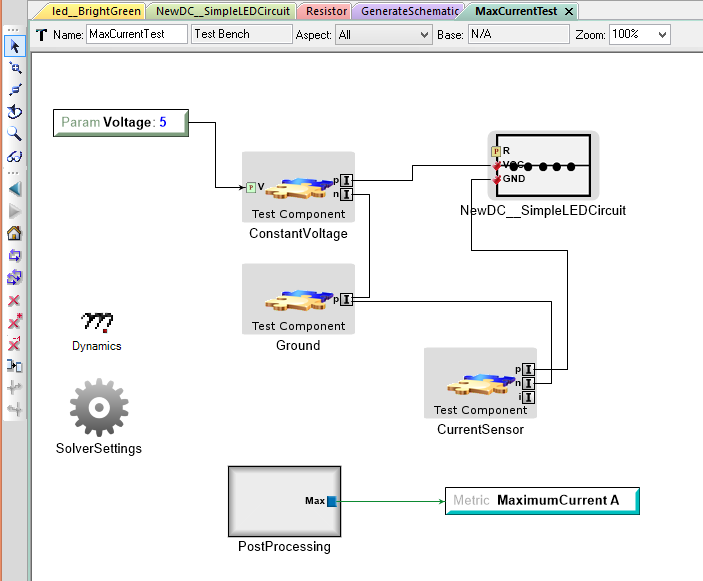 led__BrightGreen NewDC__SimpleLEDCircuit Resistor GenerateSchematic MaxCurrentTest
T Name: MaxCurrentTest Test Bench Aspect: All Base: N/A Zoom: 100%
Param Voltage: 5
P V p n
Test Component
ConstantVoltage
P R
VCC
GND
NewDC__SimpleLEDCircuit
p
Test Component
Ground
???
Dynamics
SolverSettings
p
n
i
Test Component
CurrentSensor
Max
PostProcessing
Metric MaximumCurrent A